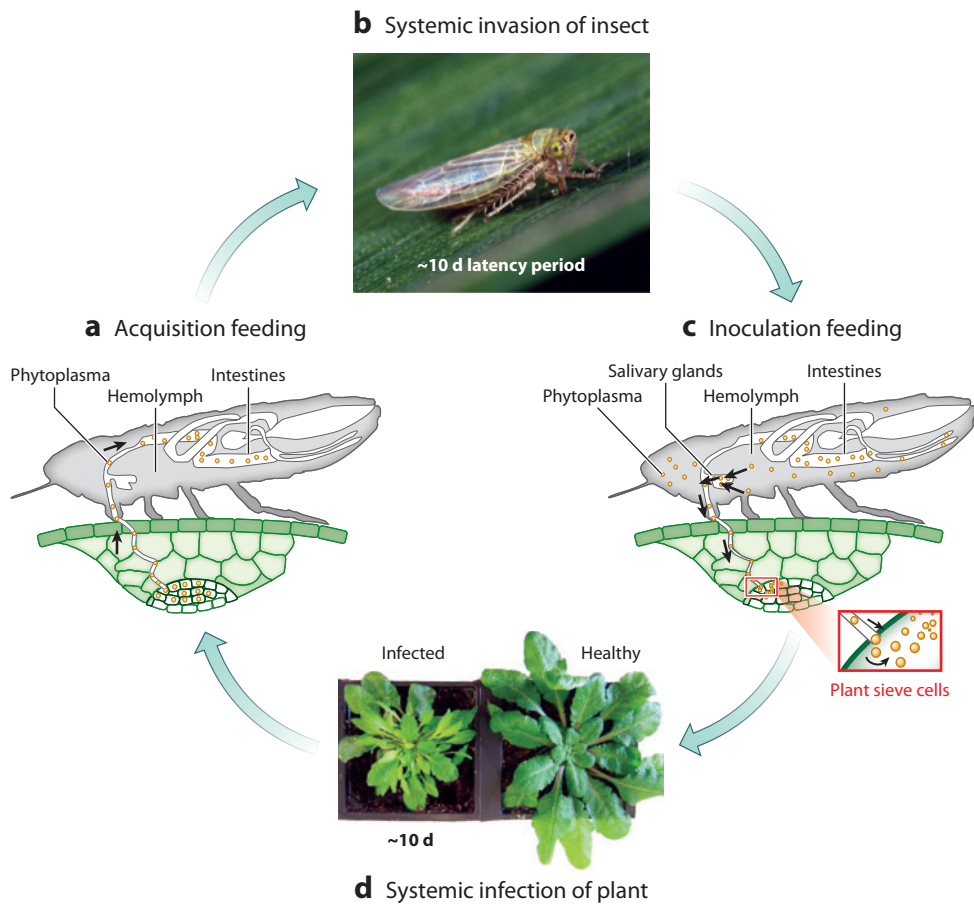 b Systemic invasion of insect
~10 d latency period
a Acquisition feeding
Phytoplasma
Hemolymph
Intestines
c Inoculation feeding
Salivary glands
Phytoplasma
Hemolymph
Intestines
Plant sieve cells
Infected
Healthy
~10 d
d Systemic infection of plant